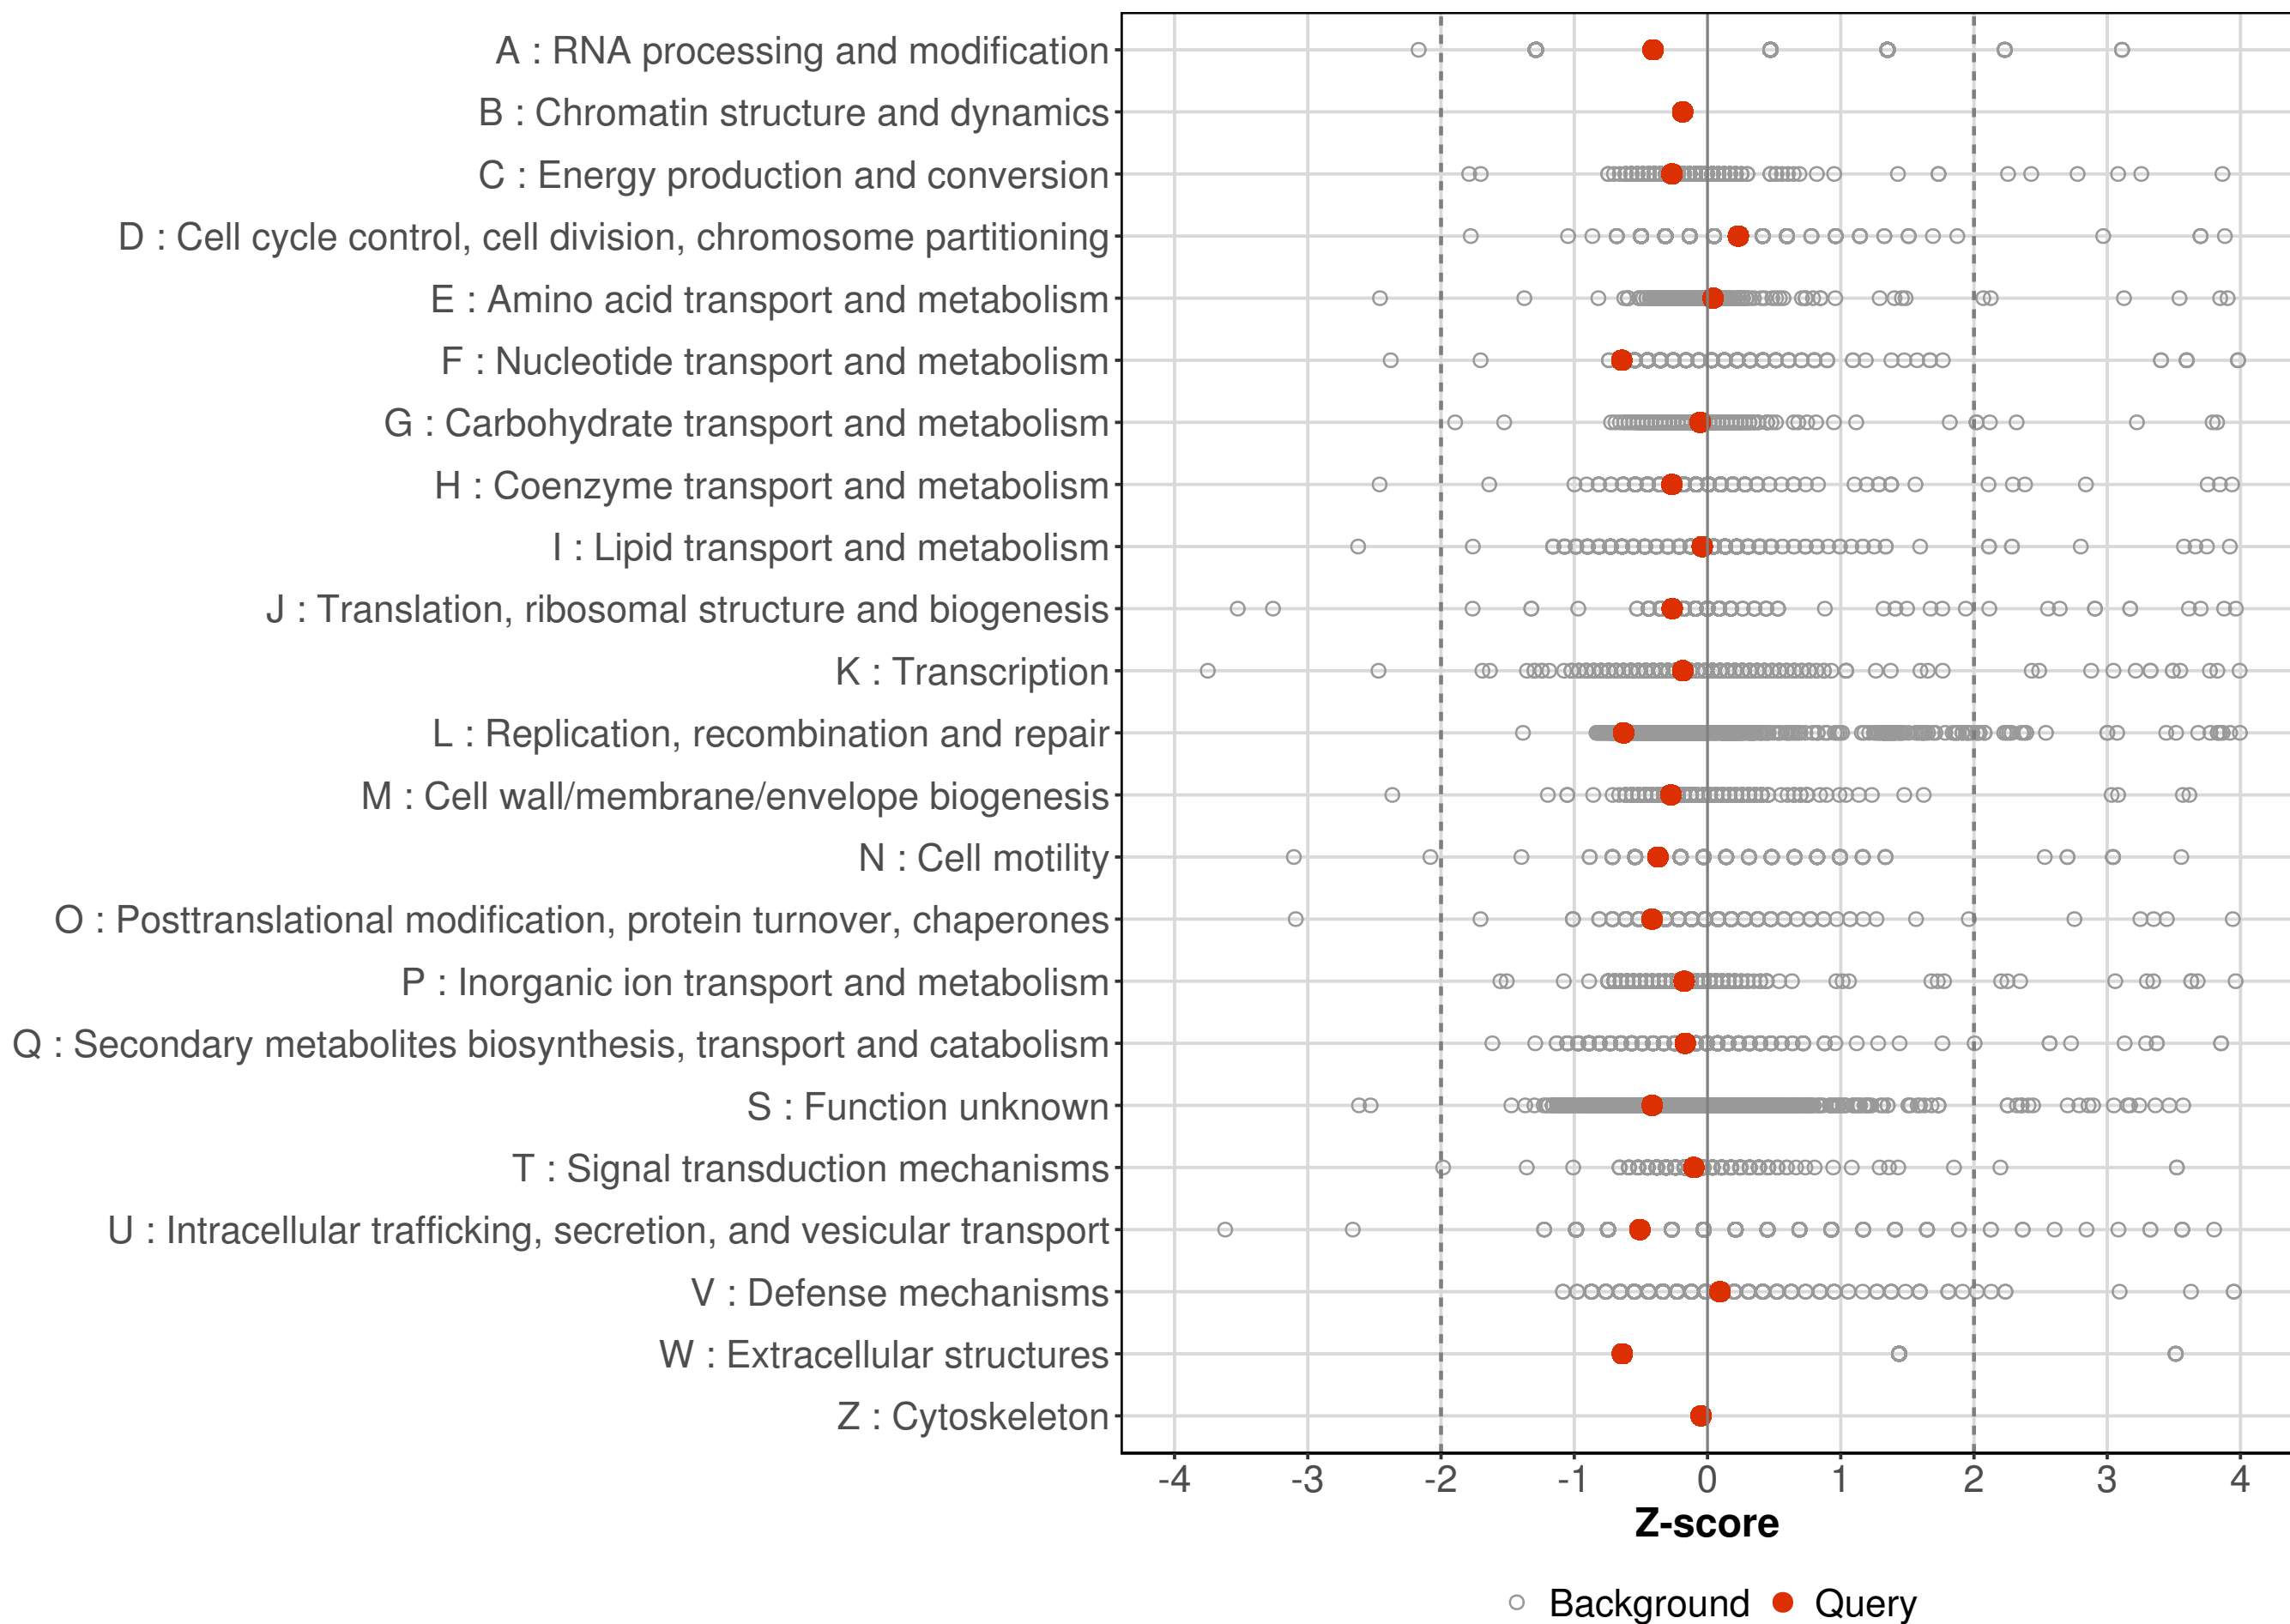 A : RNA processing and modification
B : Chromatin structure and dynamics
C : Energy production and conversion
D : Cell cycle control, cell division, chromosome partitioning
E : Amino acid transport and metabolism
F : Nucleotide transport and metabolism
G : Carbohydrate transport and metabolism
H : Coenzyme transport and metabolism
I : Lipid transport and metabolism
J : Translation, ribosomal structure and biogenesis
K : Transcription
L : Replication, recombination and repair
M : Cell wall/membrane/envelope biogenesis
N : Cell motility
O : Posttranslational modification, protein turnover, chaperones
P : Inorganic ion transport and metabolism
Q : Secondary metabolites biosynthesis, transport and catabolism
S : Function unknown
T : Signal transduction mechanisms
U : Intracellular trafficking, secretion, and vesicular transport
V : Defense mechanisms
W : Extracellular structures
Z : Cytoskeleton
-4 -3 -2 -1 0 1 2 3 4
Z-score
Background Query